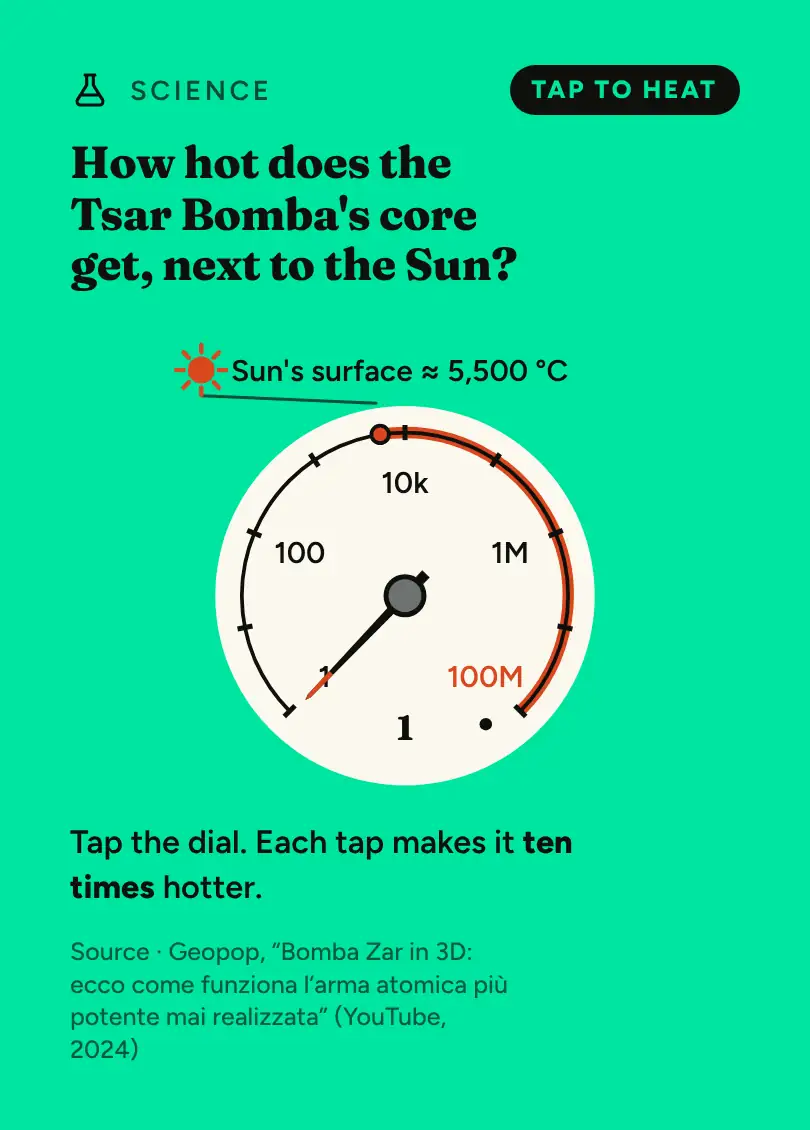 SCIENCE
TAP TO HEAT
How hot does the
Tsar Bomba's core
get, next to the Sun?
Sun's surface ≈ 5,500 °C
10k
100
1M
1
100M
1
Tap the dial. Each tap makes it ten
times hotter.
Source · Geopop, “Bomba Zar in 3D:
ecco come funziona l’arma atomica più
potente mai realizzata” (YouTube,
2024)